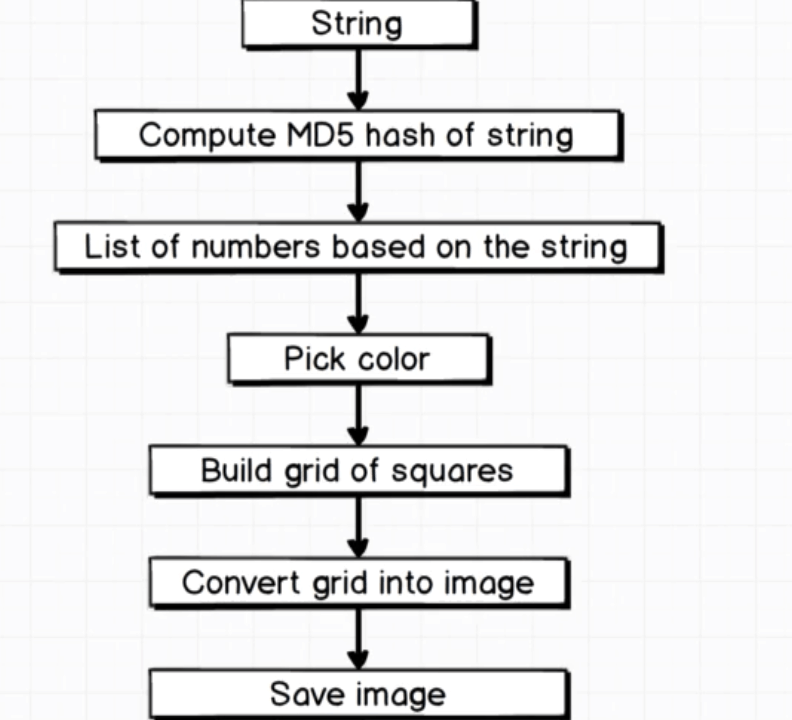 String
Compute MD5 hash of string
List of numbers based on the string
Pick color
Build grid of squares
Convert grid into image
Save image